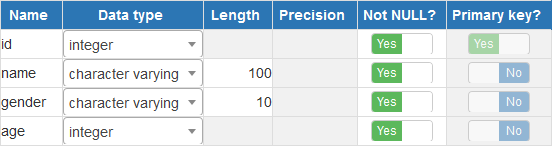 Name Data type Length Precision Not NULL? Primary key?
id integer Yes Yes
name character varying 100 Yes No
gender character varying 10 Yes No
age integer Yes No